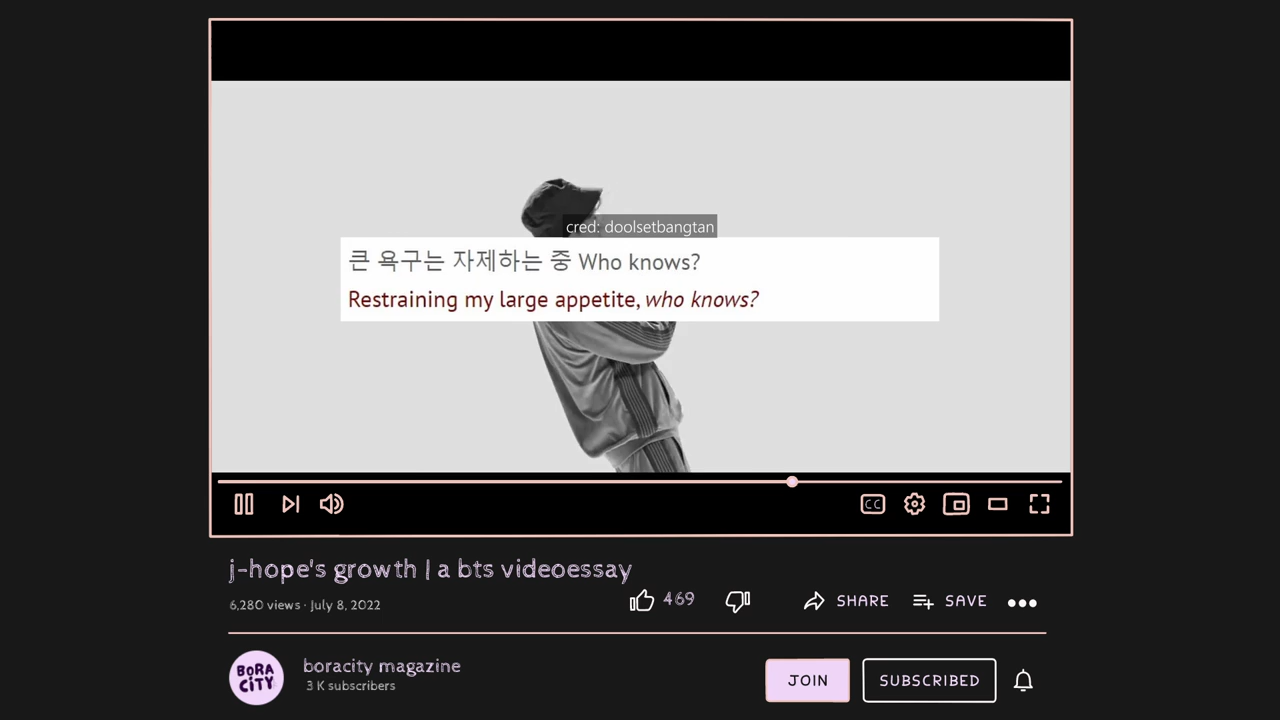 cred: doolsetbangtan
큰 욕구는 자제하는 중 Who knows?
Restraining my large appetite, who knows?
CC
j-hope's growth | a bts videoessay
6,280 views · July 8, 2022
469
SHARE
SAVE
BORA
CITY
boracity magazine
3 K subscribers
JOIN
SUBSCRIBED